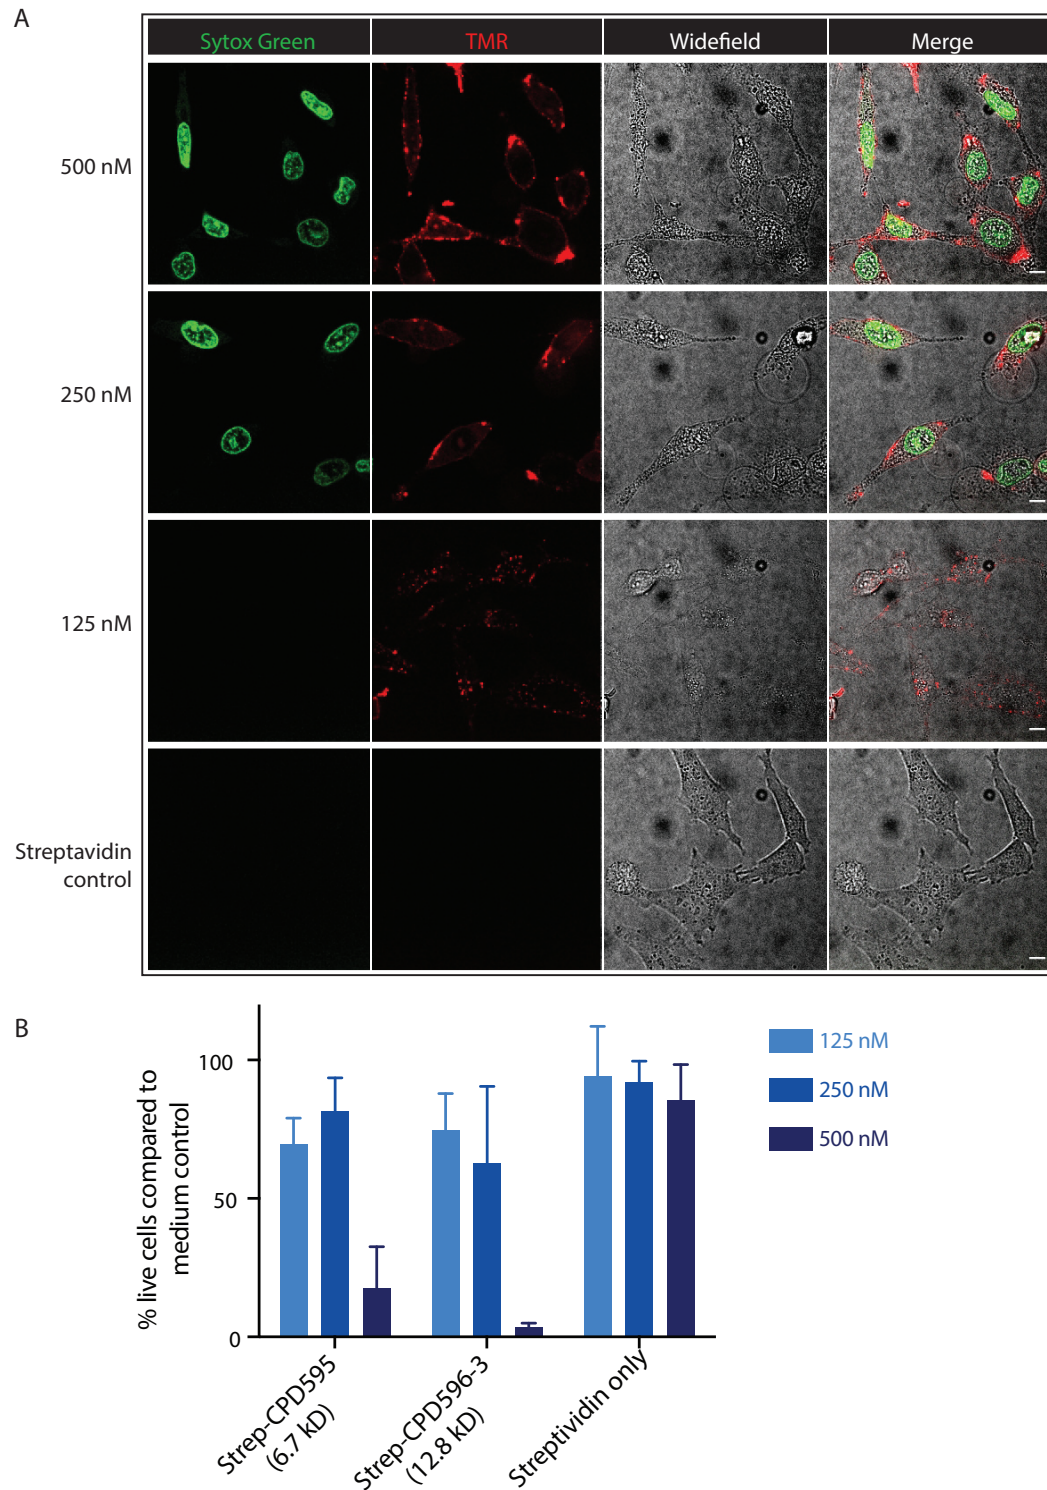 A
Sytox Green TMR Widefield Merge
500 nM
250 nM
125 nM
Streptavidin
control
B
% live cells compared to
medium control
100
50
0
125 nM
250 nM
500 nM
Strep-CPD595
(6.7 kD)
Strep-CPD596-3
(12.8 kD)
Streptividin only